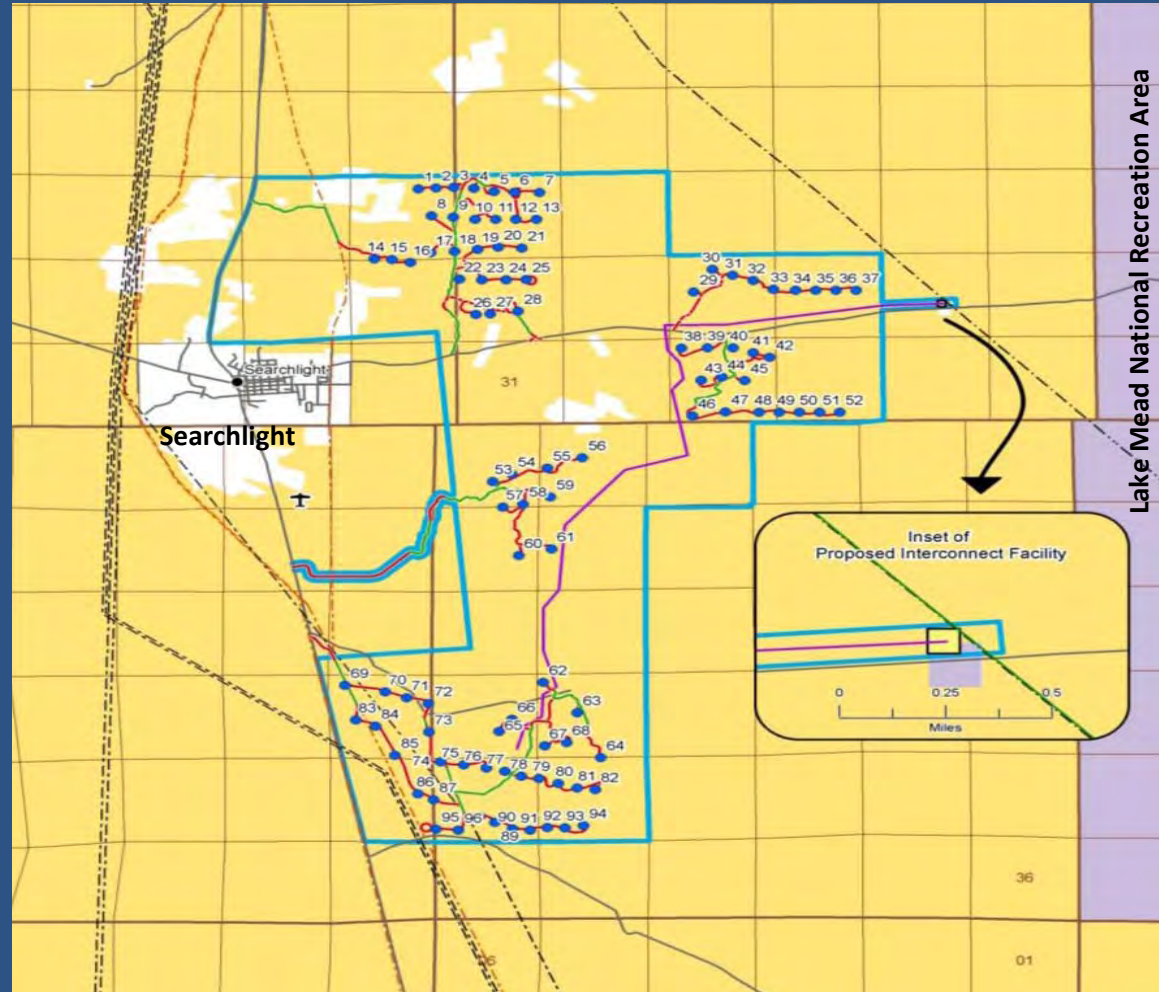 Lake Mead National Recreation Area
1 2 3 4 5 6 7
8 9 10 11 12 13
14 15 16 17 18 19 20 21
22 23 24 25
26 27 28
29 30 31 32 33 34 35 36 37
38 39 40 41 42
43 44 45
46 47 48 49 50 51 52
Searchlight
31
Searchlight
53 54 55 56
57 58 59
60 61
Inset of
Proposed Interconnect Facility
0 0.25 0.5
Miles
62 63
69 70 71 72
66
65
83 84
73
67 68 64
85
74 75 76 77 78 79 80 81 82
86 87
95 96 90 91 92 93 94
89
36
01